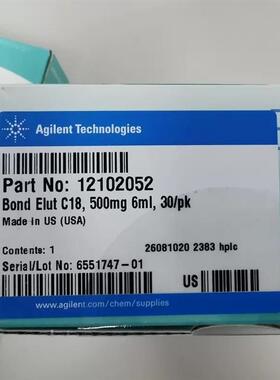 Agilent Technologies
Part No: 12102052
Bond Elut C18, 500mg 6ml, 30/pk
Made in US (USA)
Contents: 1
26081020 2383 hplc
Serial/Lot No: 6551747-01
US
www.agilent.com/chem/supplies